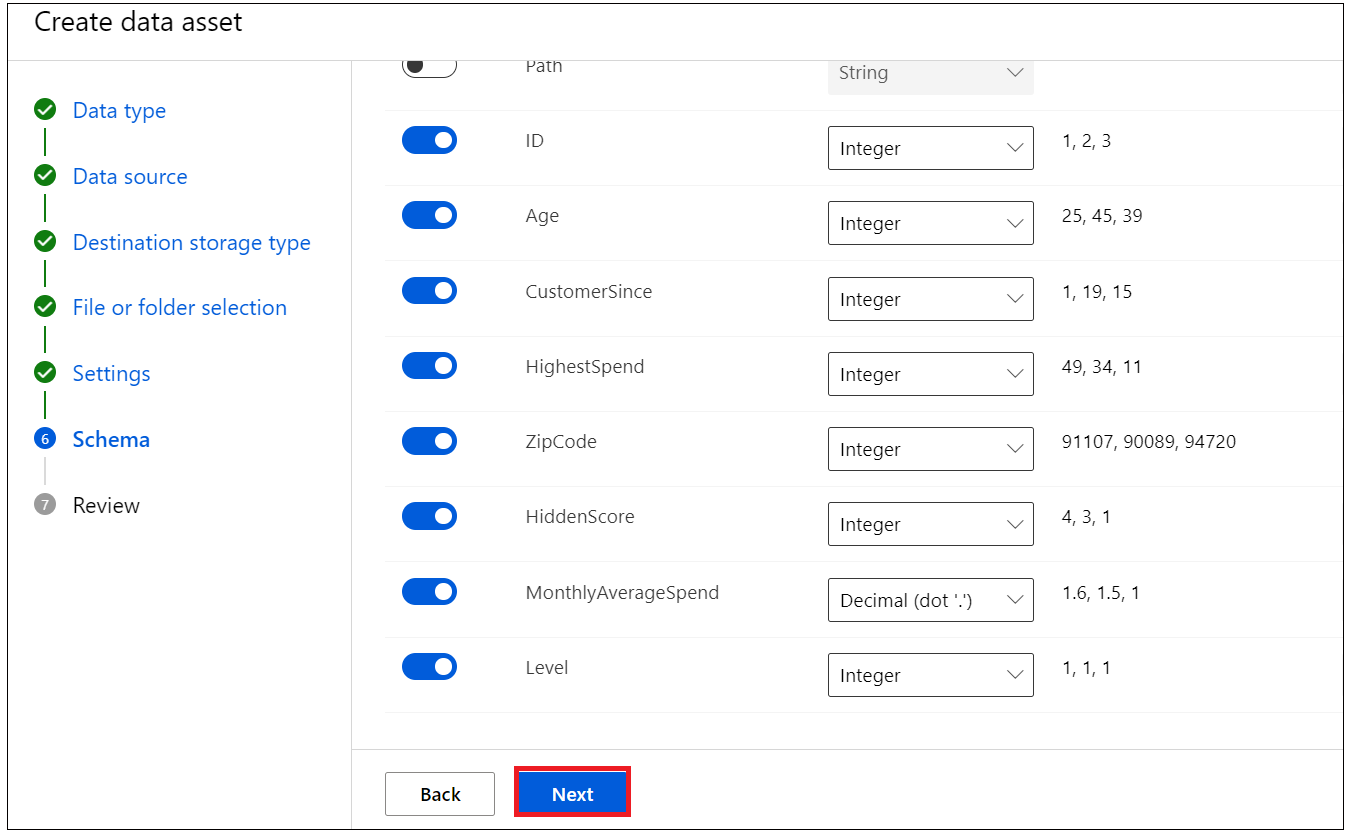 Create data asset
Data type
Data source
Destination storage type
File or folder selection
Settings
6 Schema
7 Review
Path String
ID Integer 1, 2, 3
Age Integer 25, 45, 39
CustomerSince Integer 1, 19, 15
HighestSpend Integer 49, 34, 11
ZipCode Integer 91107, 90089, 94720
HiddenScore Integer 4, 3, 1
MonthlyAverageSpend Decimal (dot '.') 1.6, 1.5, 1
Level Integer 1, 1, 1
Back Next